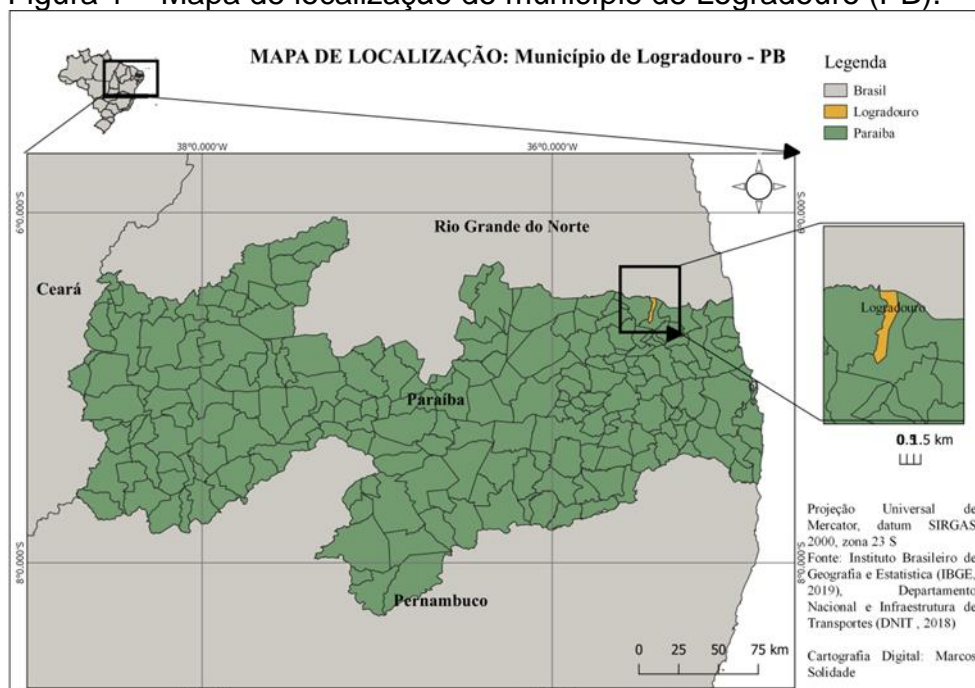 Figura 1 – Mapa de localização do município de Logradouro (PB).
MAPA DE LOCALIZAÇÃO: Município de Logradouro - PB
Legenda
Brasil
Logradouro
Paraíba
38°0.000'W
36°0.000'W
6°0.000'S
6°0.000'S
Rio Grande do Norte
Ceará
Logradouro
Paraíba
8°0.000'S
8°0.000'S
Pernambuco
0 25 50 75 km
Projeção Universal de
Mercator, datum SIRGAS
2000, zona 23 S
Fonte: Instituto Brasileiro de
Geografia e Estatistica (IBGE,
2019), Departamento
Nacional e Infraestrutura de
Transportes (DNIT , 2018)
Cartografia Digital: Marcos
Solidade